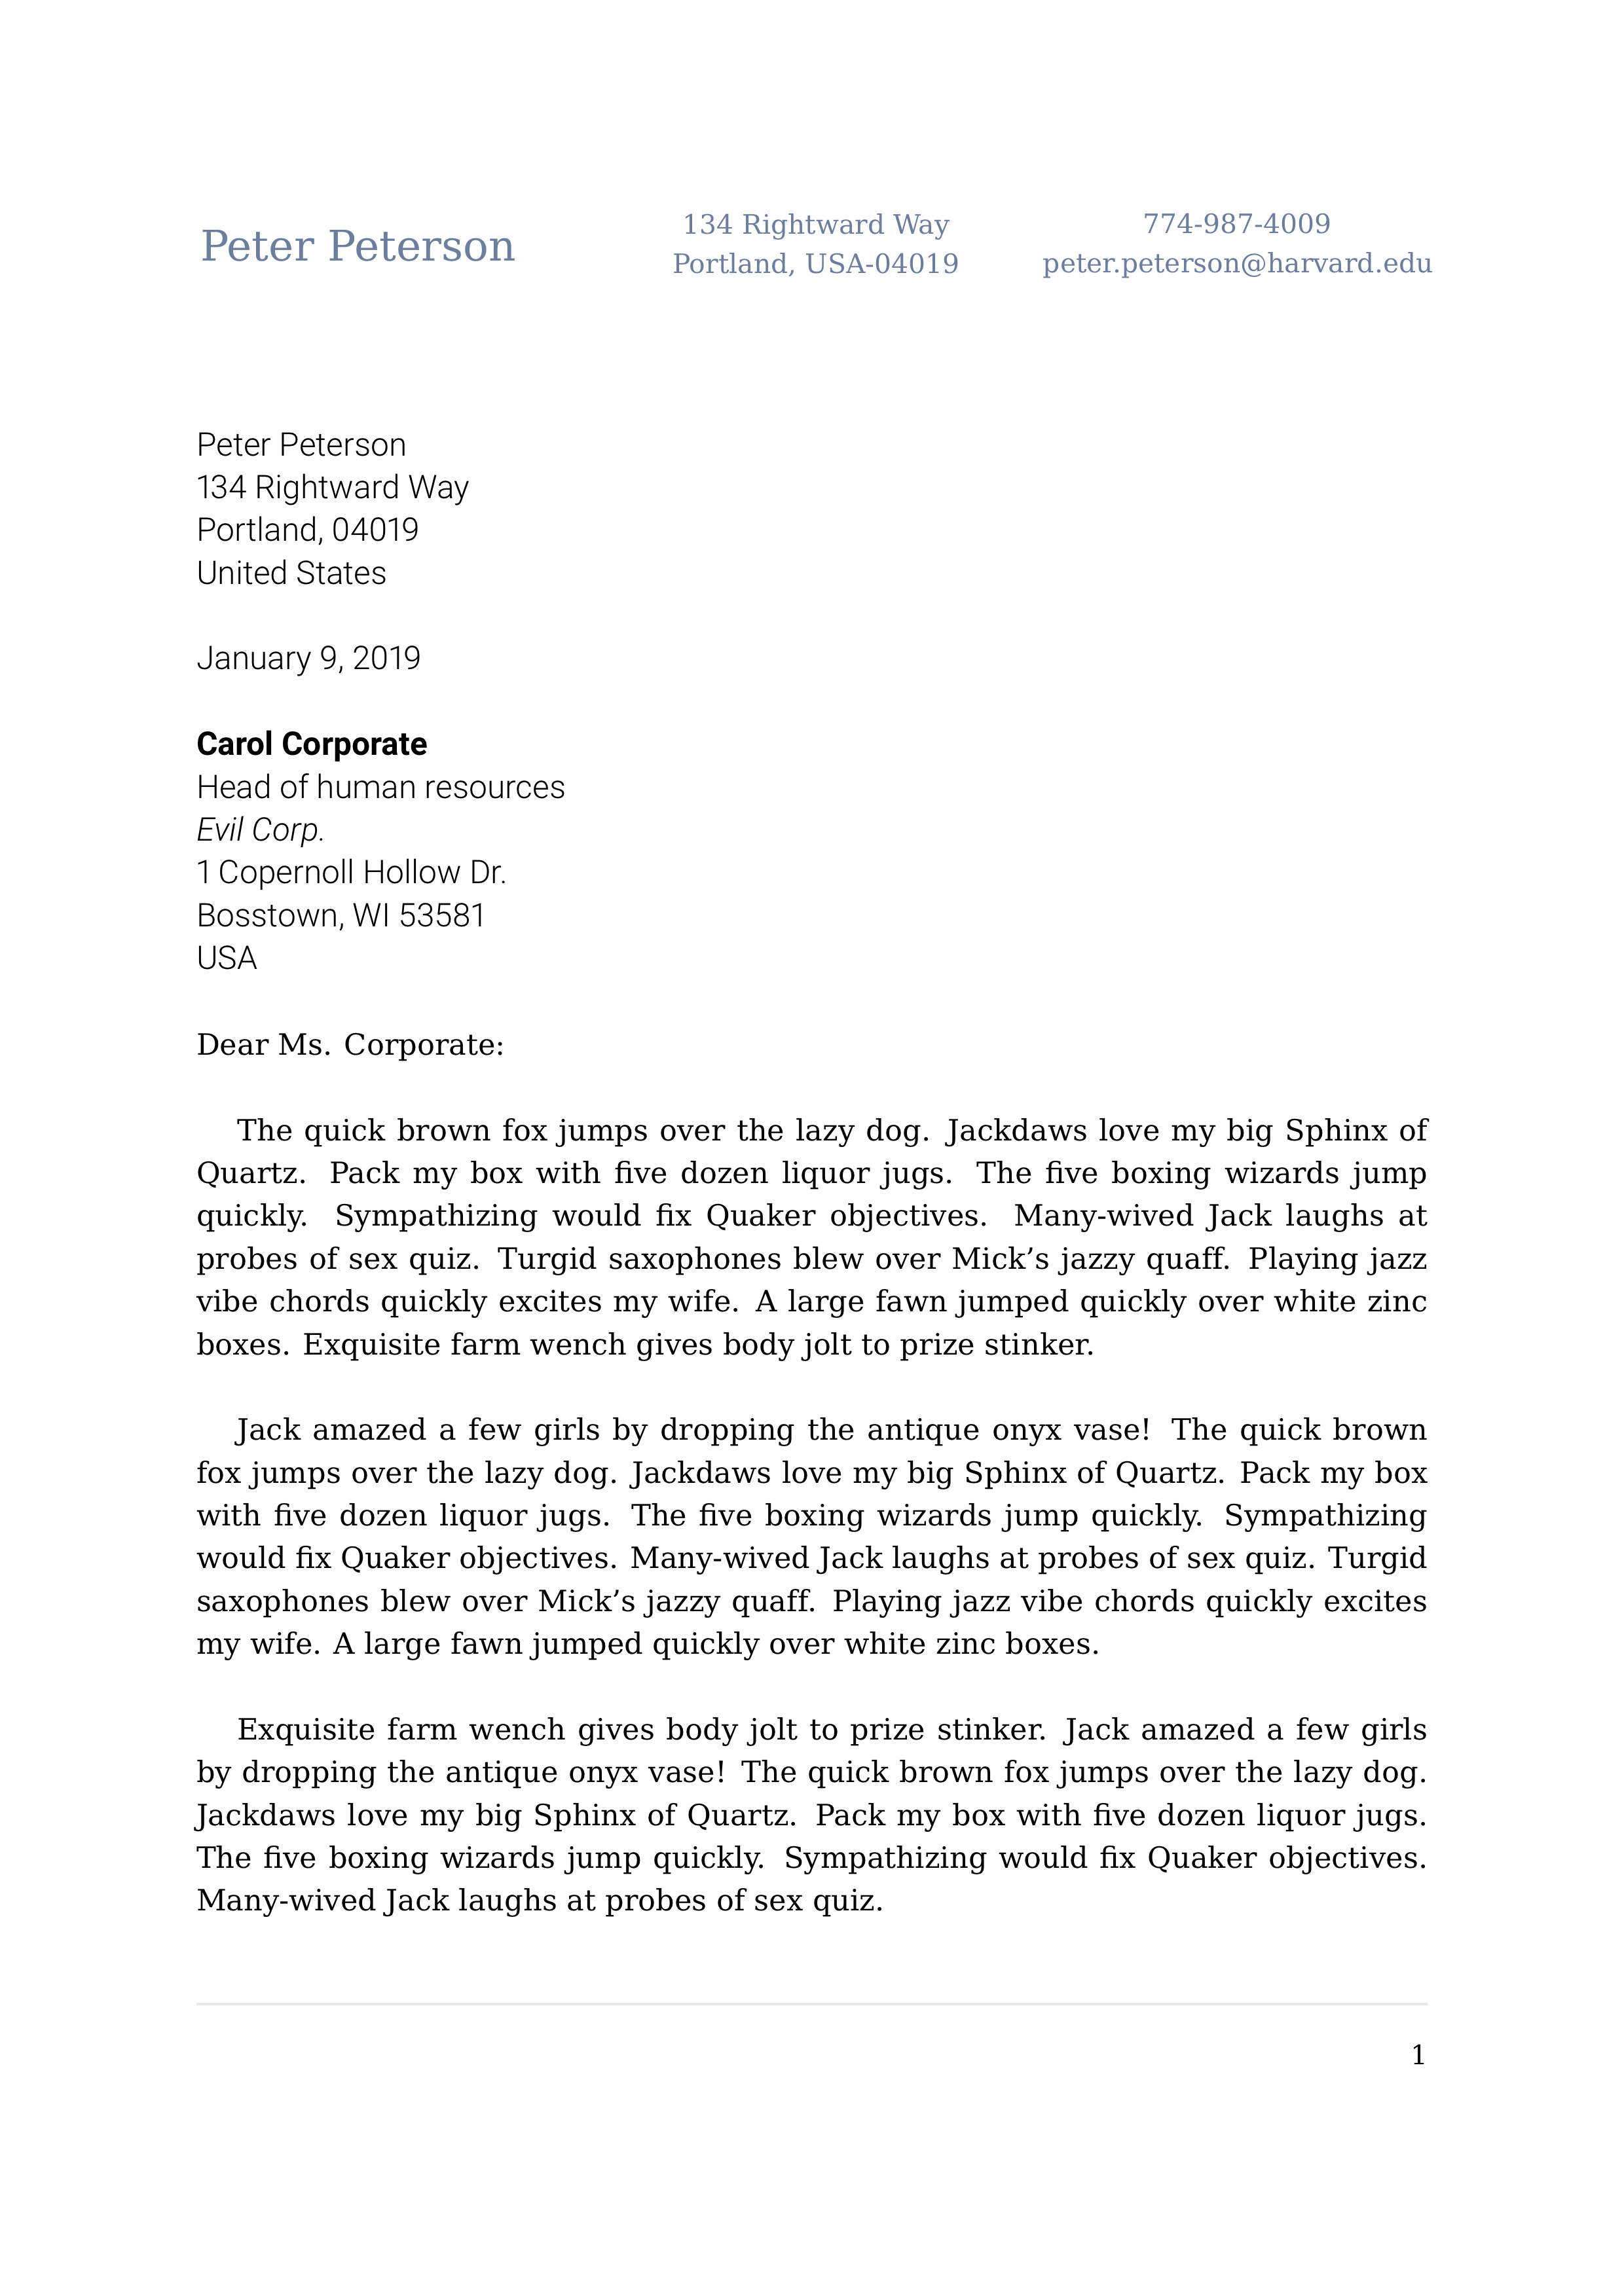 Peter Peterson
134 Rightward Way
Portland, USA-04019
774-987-4009
peter.peterson@harvard.edu
Peter Peterson
134 Rightward Way
Portland, 04019
United States
January 9, 2019
Carol Corporate
Head of human resources
Evil Corp.
1 Copernoll Hollow Dr.
Bosstown, WI 53581
USA
Dear Ms. Corporate:
The quick brown fox jumps over the lazy dog. Jackdaws love my big Sphinx of
Quartz. Pack my box with five dozen liquor jugs. The five boxing wizards jump
quickly. Sympathizing would fix Quaker objectives. Many-wived Jack laughs at
probes of sex quiz. Turgid saxophones blew over Mick’s jazzy quaff. Playing jazz
vibe chords quickly excites my wife. A large fawn jumped quickly over white zinc
boxes. Exquisite farm wench gives body jolt to prize stinker.
Jack amazed a few girls by dropping the antique onyx vase! The quick brown
fox jumps over the lazy dog. Jackdaws love my big Sphinx of Quartz. Pack my box
with five dozen liquor jugs. The five boxing wizards jump quickly. Sympathizing
would fix Quaker objectives. Many-wived Jack laughs at probes of sex quiz. Turgid
saxophones blew over Mick’s jazzy quaff. Playing jazz vibe chords quickly excites
my wife. A large fawn jumped quickly over white zinc boxes.
Exquisite farm wench gives body jolt to prize stinker. Jack amazed a few girls
by dropping the antique onyx vase! The quick brown fox jumps over the lazy dog.
Jackdaws love my big Sphinx of Quartz. Pack my box with five dozen liquor jugs.
The five boxing wizards jump quickly. Sympathizing would fix Quaker objectives.
Many-wived Jack laughs at probes of sex quiz.
1